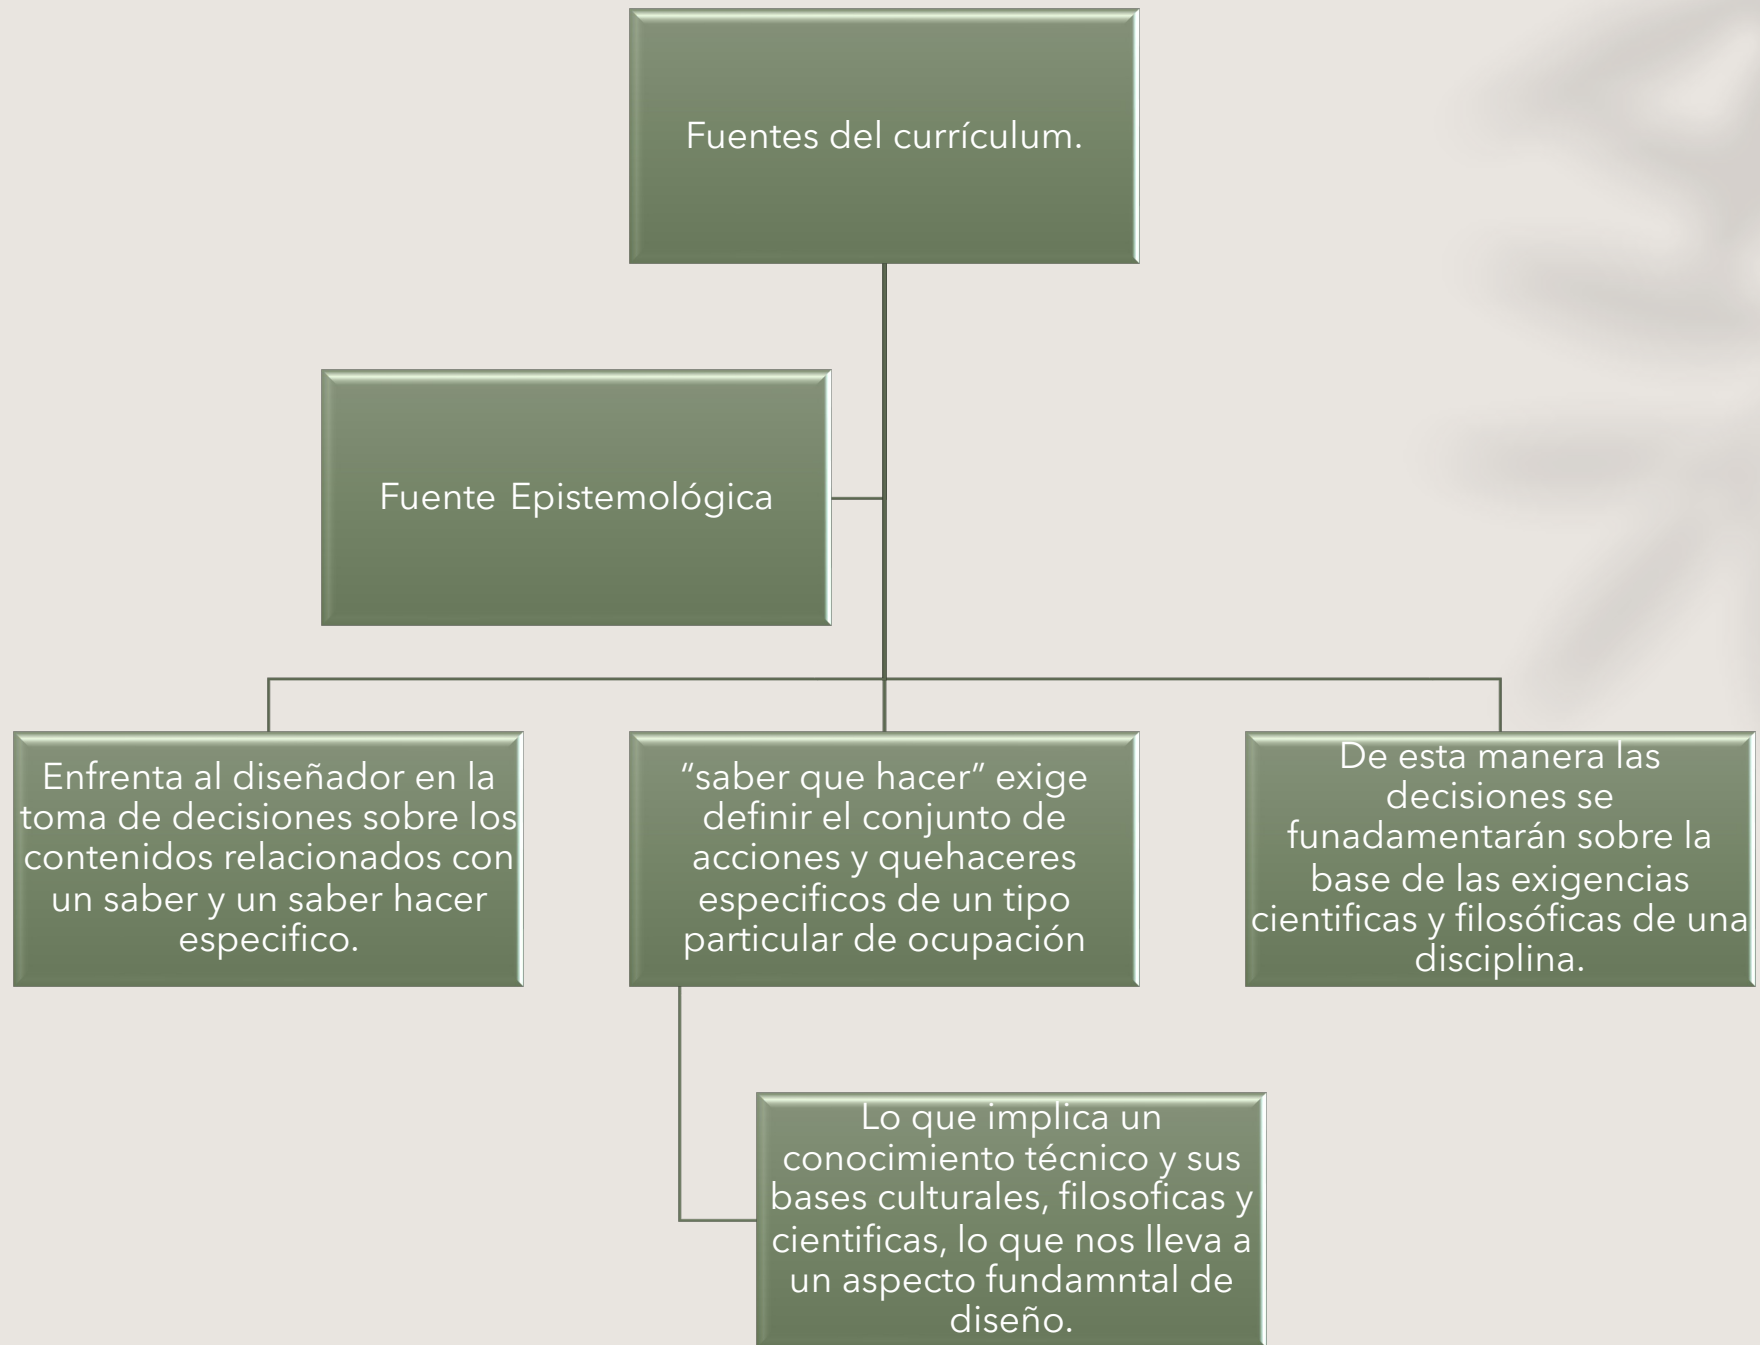 Fuentes del currículum.
Fuente Epistemológica
Enfrenta al diseñador en la
toma de decisiones sobre los
contenidos relacionados con
un saber y un saber hacer
especifico.
“saber que hacer” exige
definir el conjunto de
acciones y quehaceres
especificos de un tipo
particular de ocupación
De esta manera las
decisiones se
funadamentarán sobre la
base de las exigencias
cientificas y filosóficas de una
disciplina.
Lo que implica un
conocimiento técnico y sus
bases culturales, filosoficas y
cientificas, lo que nos lleva a
un aspecto fundamntal de
diseño.